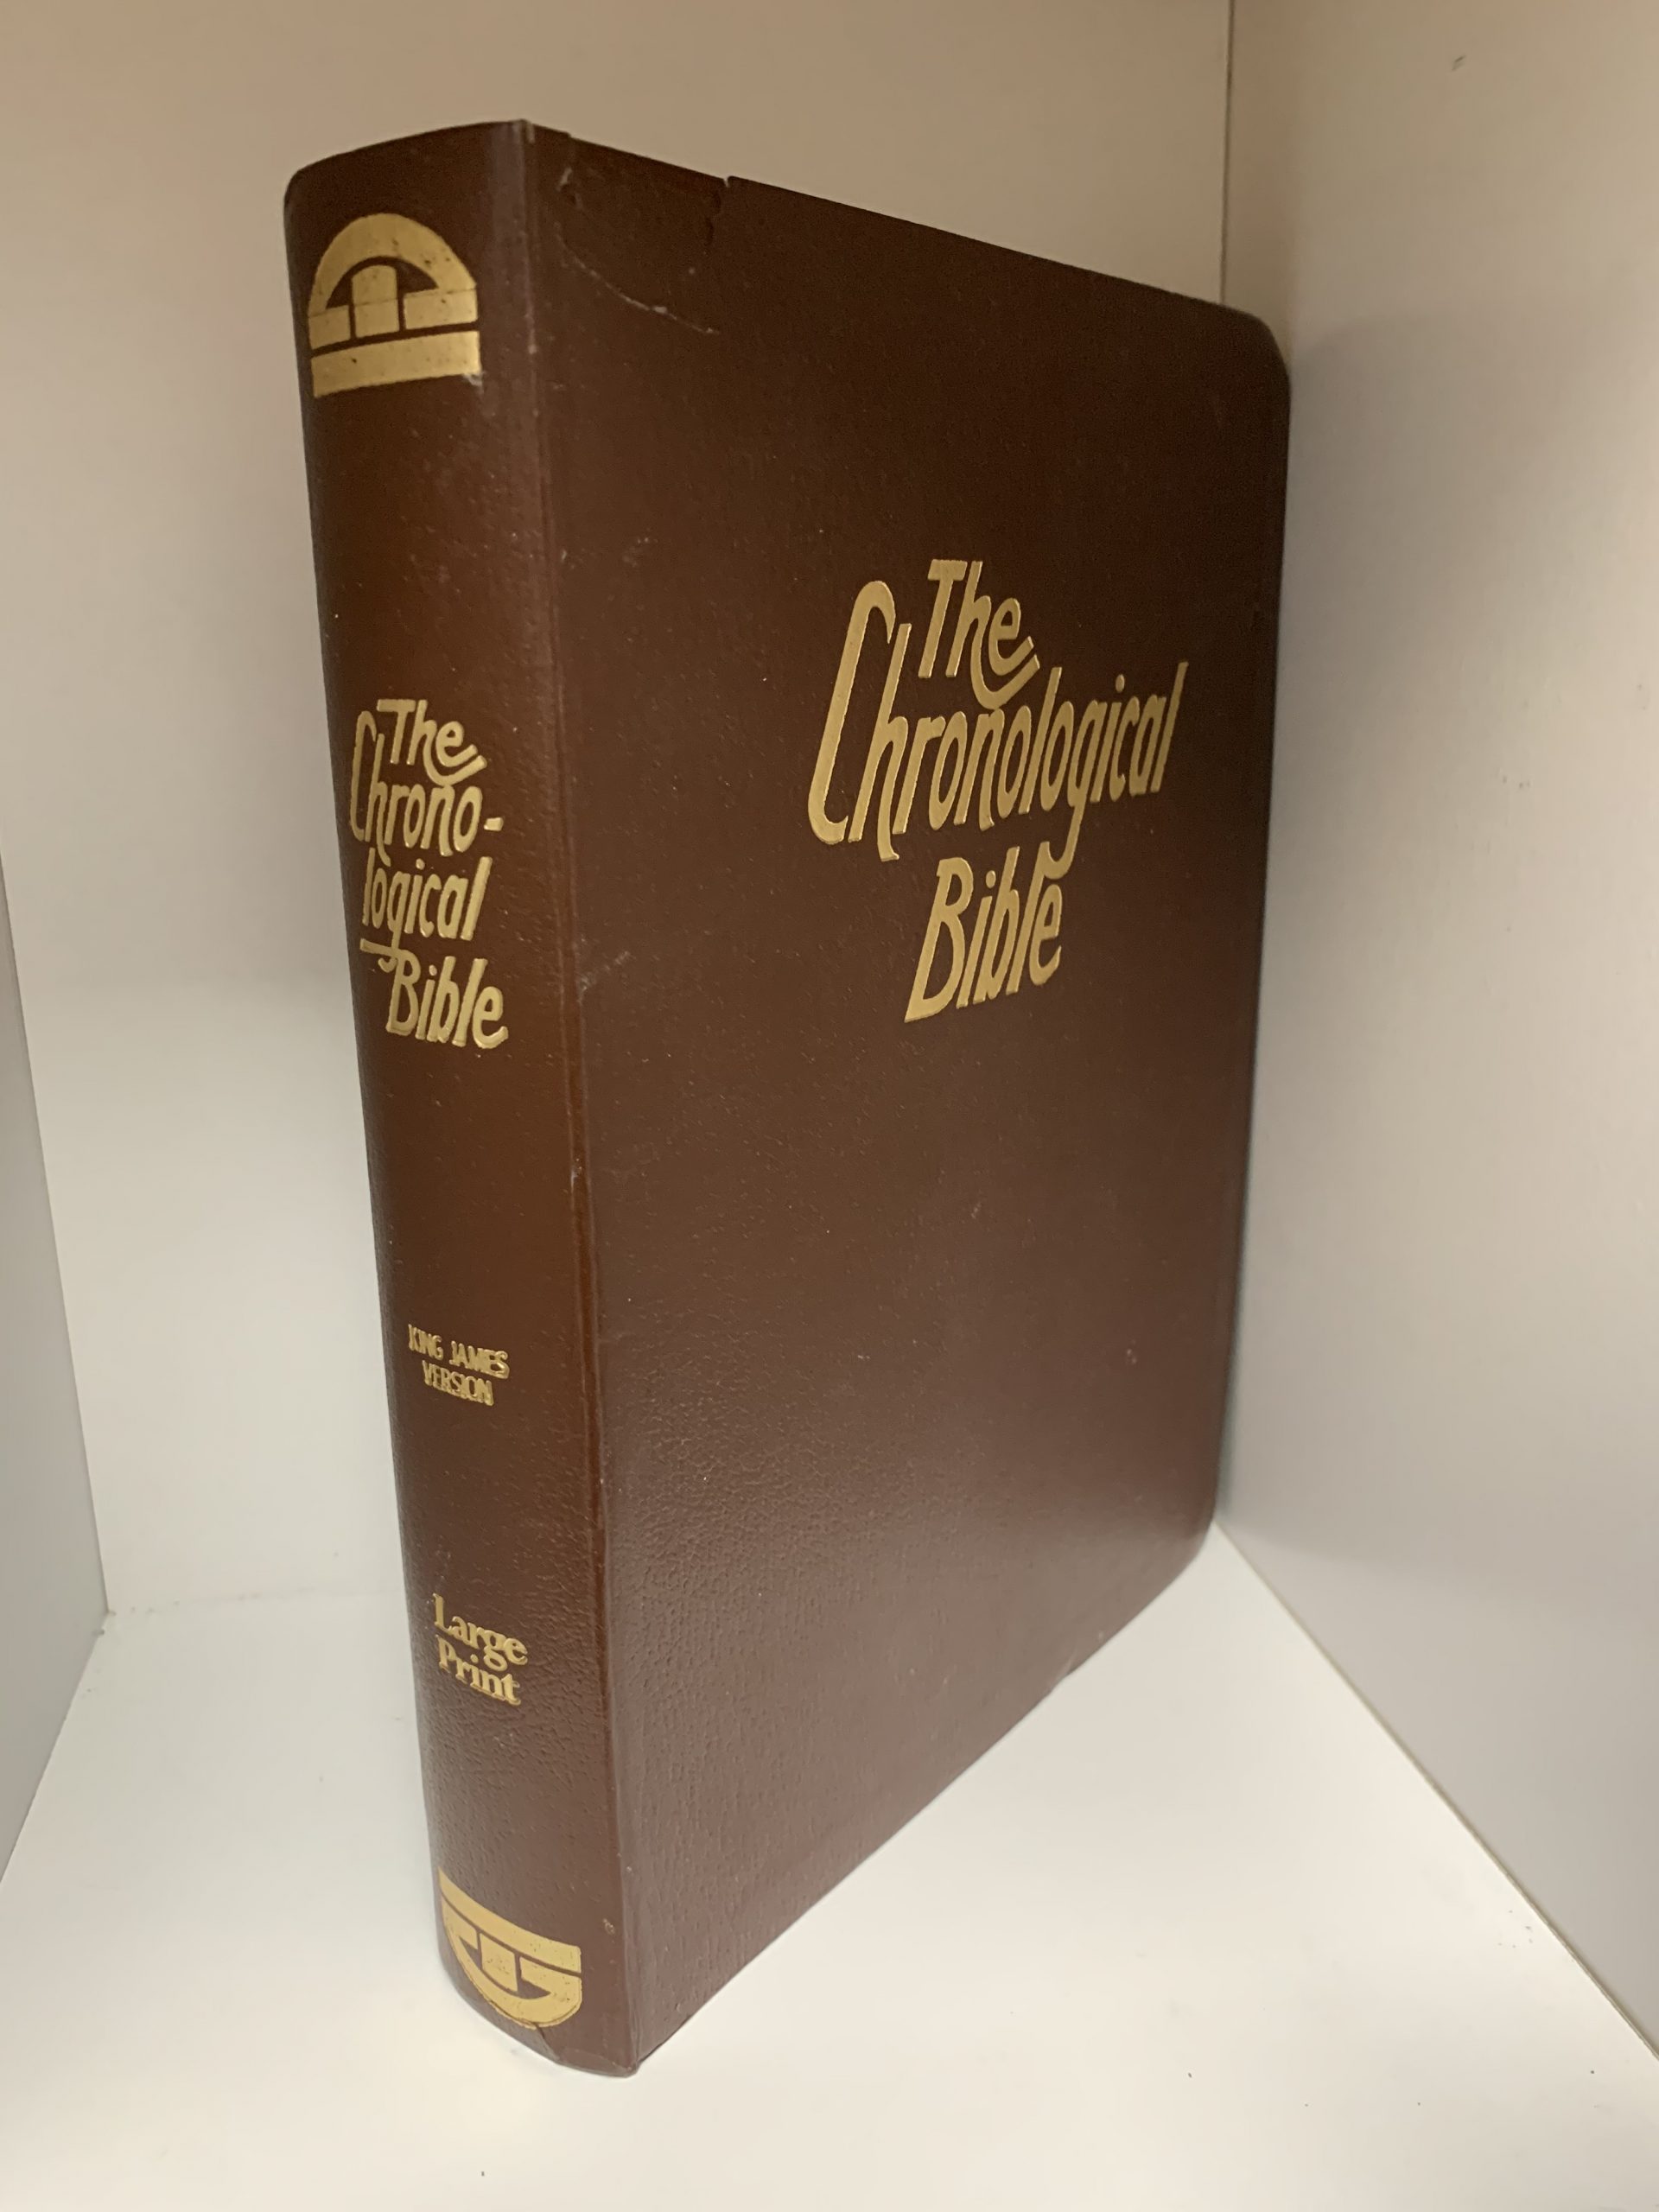 The
Chrono-
logical
Bible
KING JAMES
VERSION
Large
Print
The
Chronological
Bible